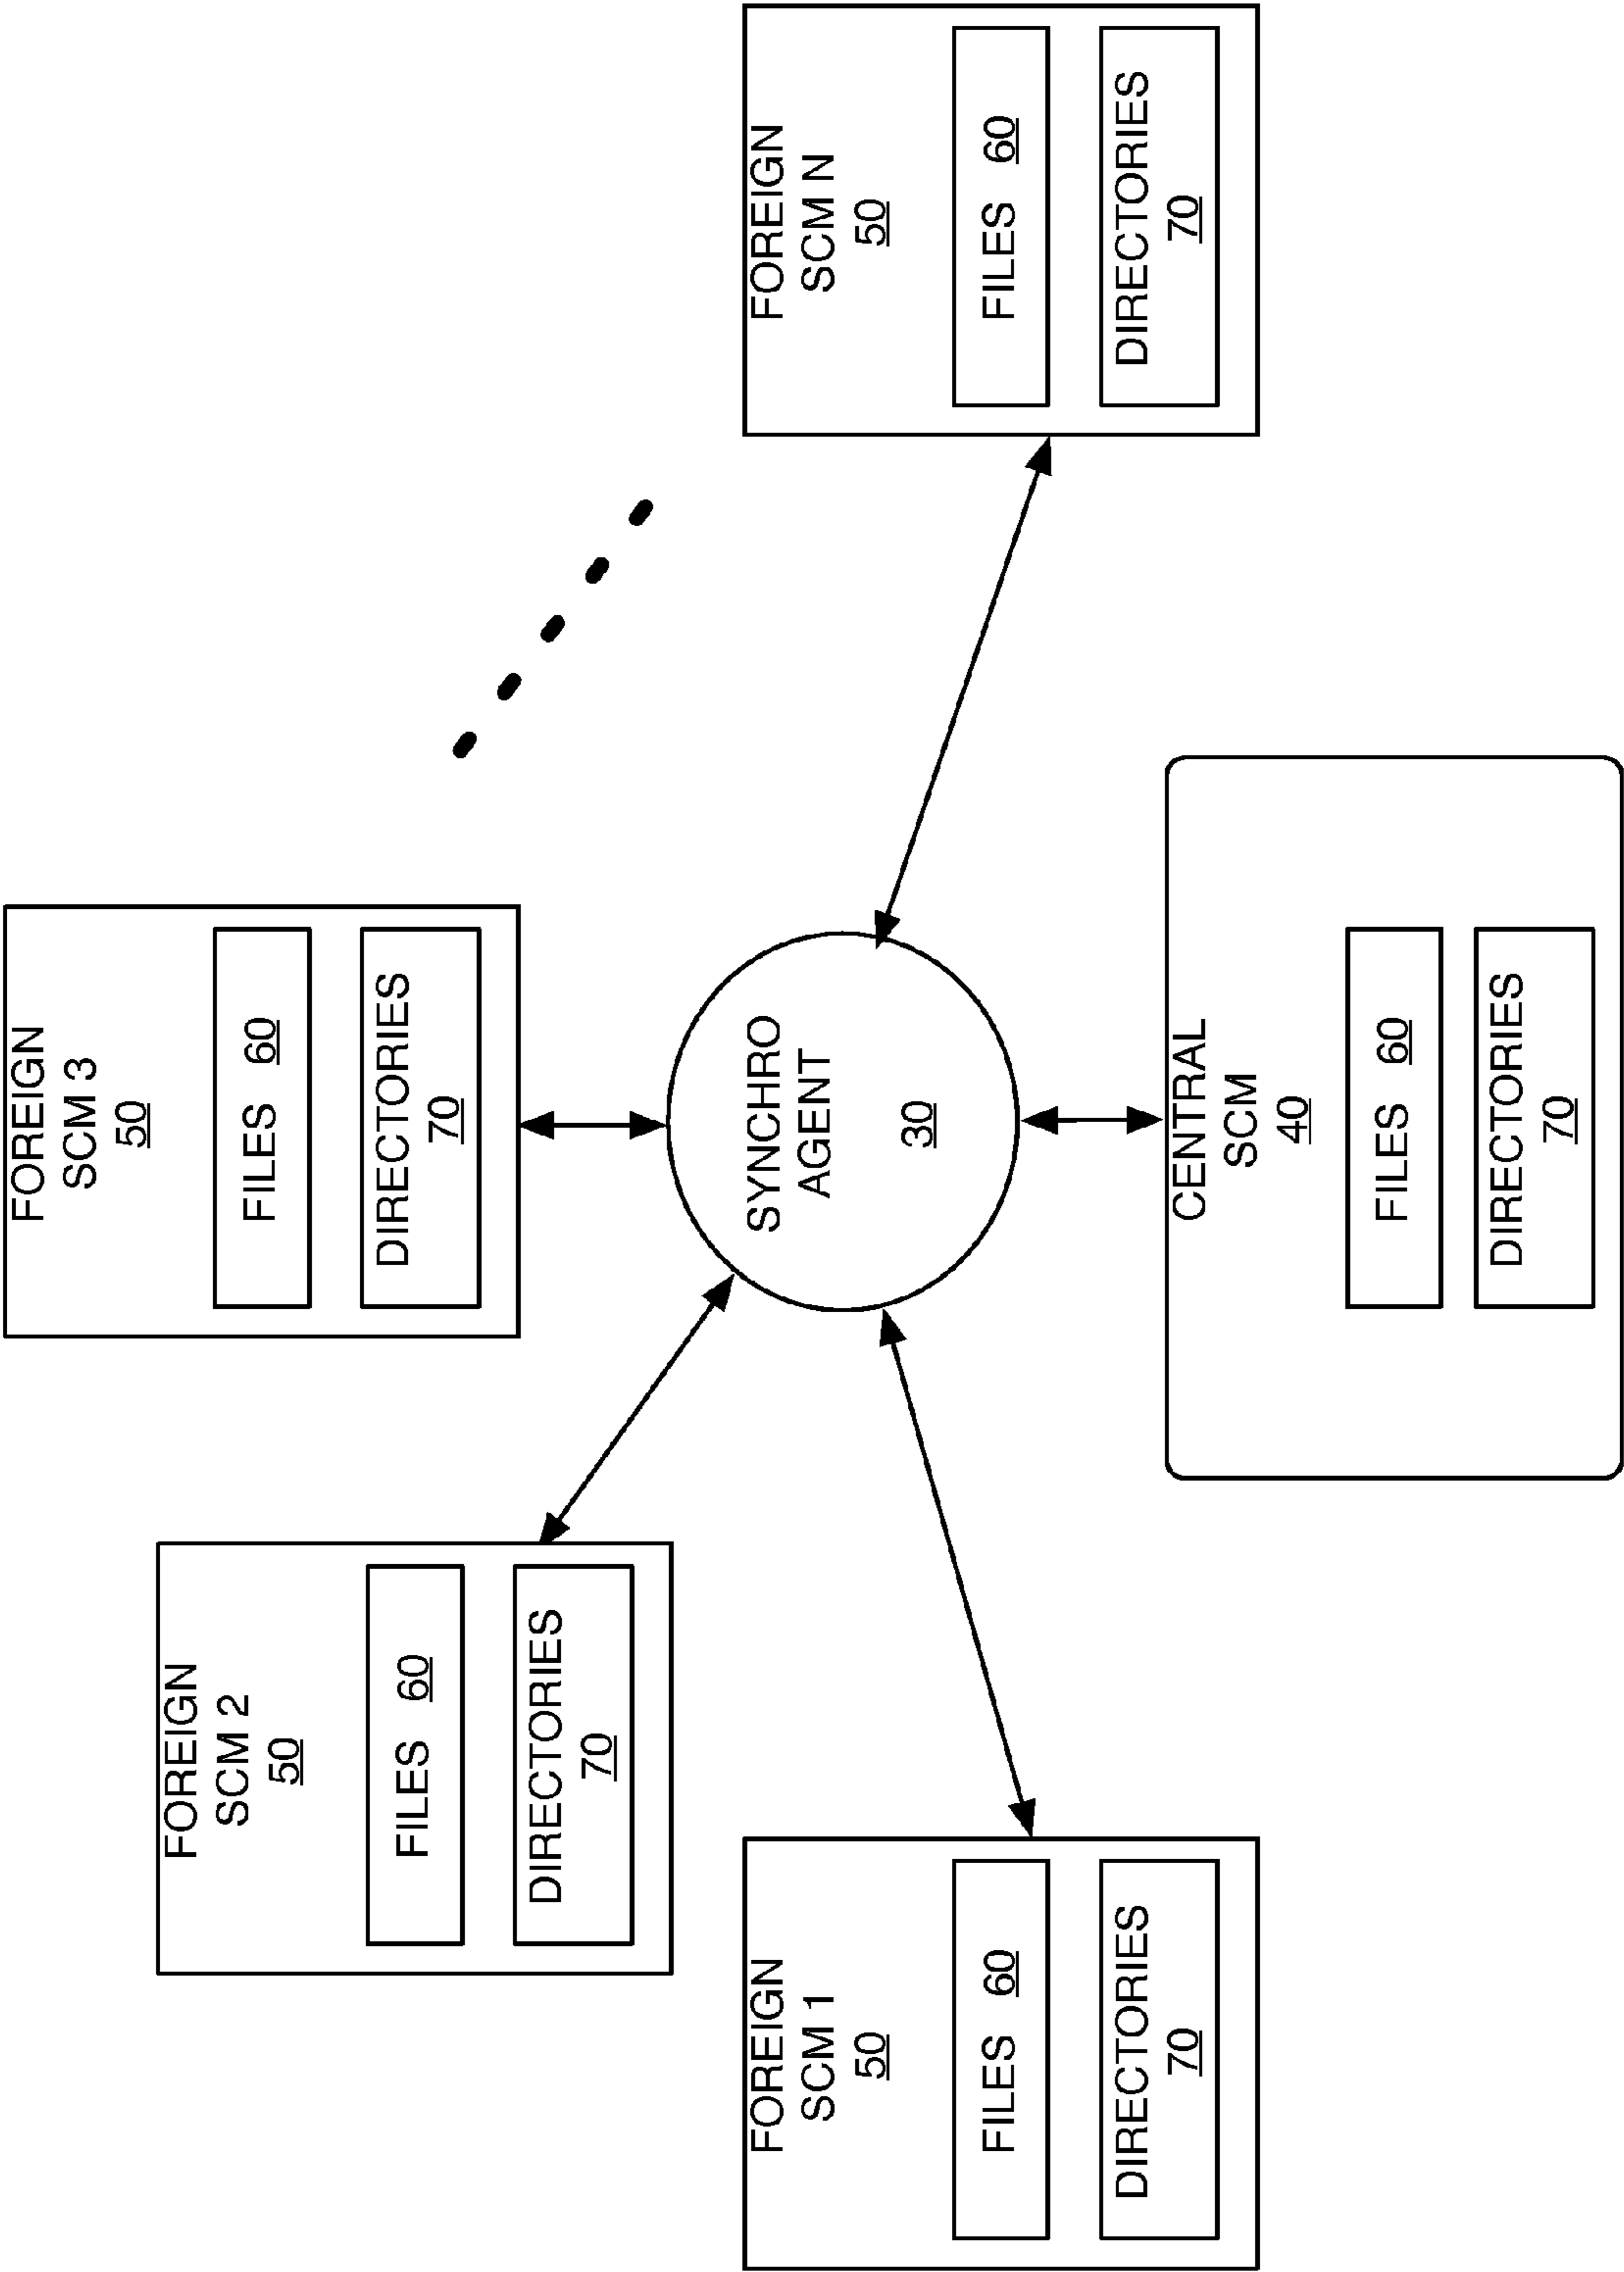 FOREIGN
SCM 1
50
FILES 60
DIRECTORIES
70
FOREIGN
SCM 2
50
FILES 60
DIRECTORIES
70
FOREIGN
SCM 3
50
FILES 60
DIRECTORIES
70
FOREIGN
SCM N
50
FILES 60
DIRECTORIES
70
SYNCHRO
AGENT
30
CENTRAL
SCM
40
FILES 60
DIRECTORIES
70